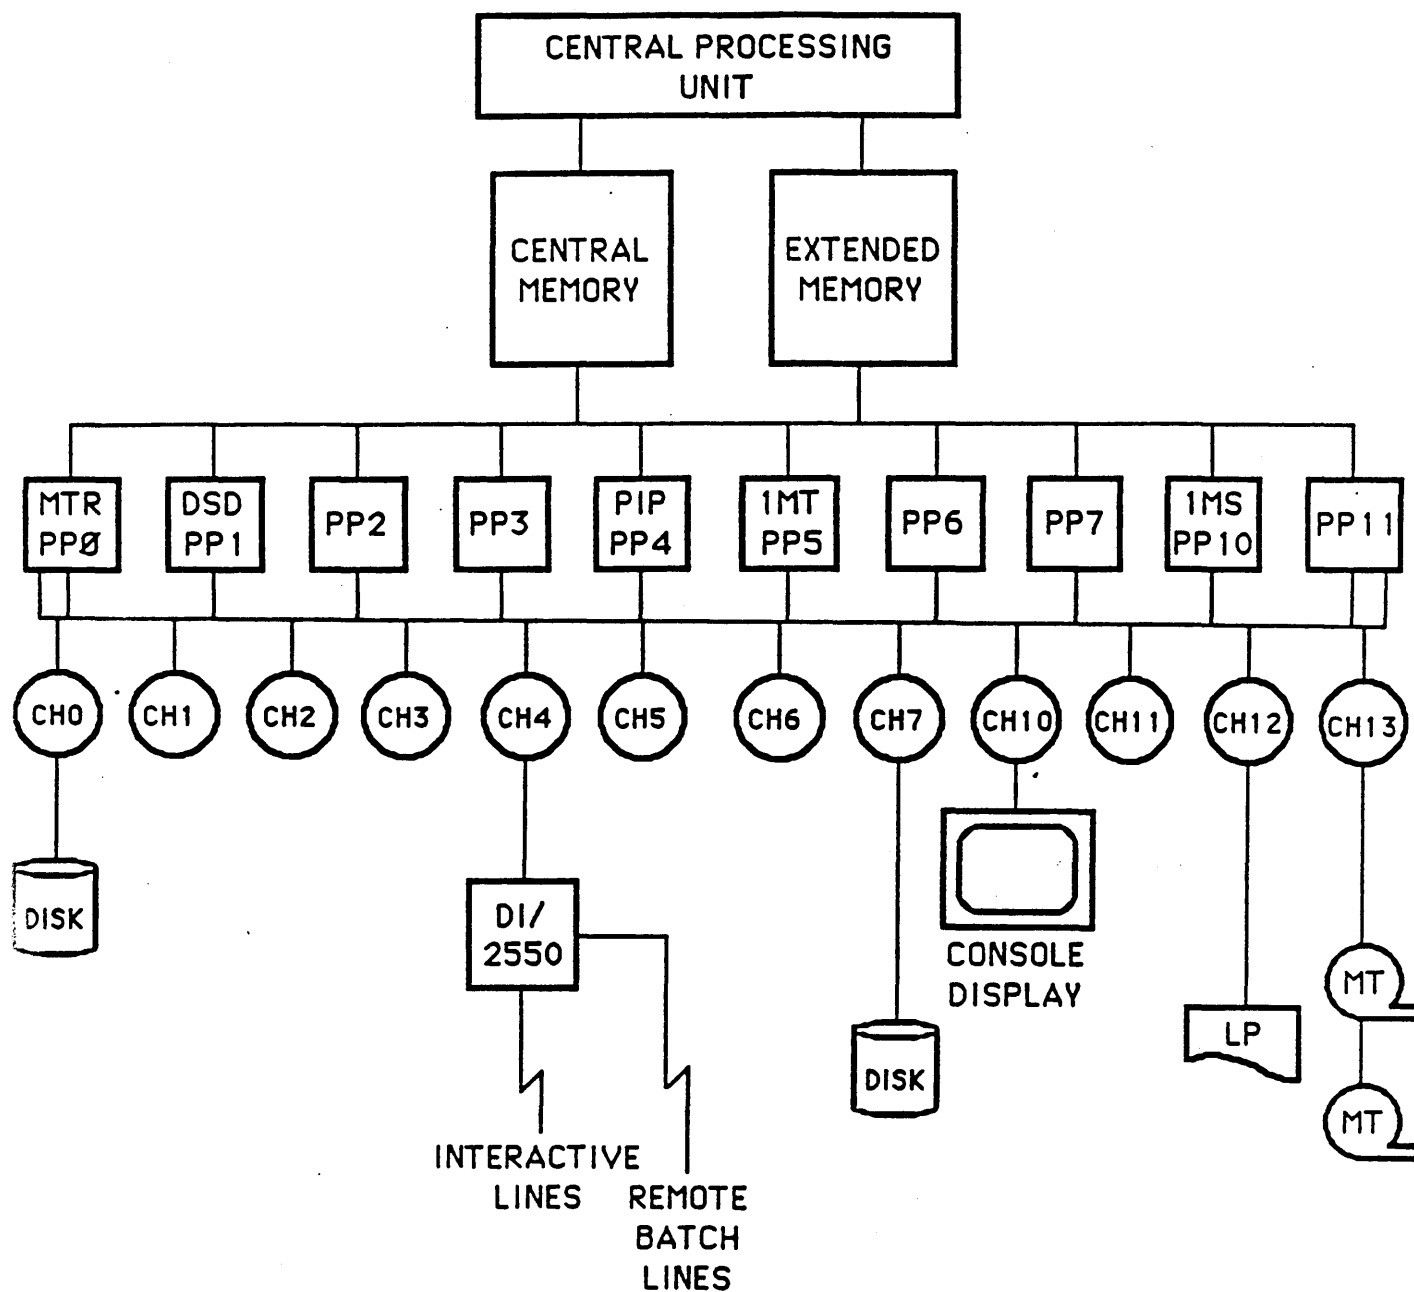 CENTRAL PROCESSING
UNIT
CENTRAL
MEMORY
EXTENDED
MEMORY
MTR
PPØ
DSD
PP1
PP2
PP3
PIP
PP4
1MT
PP5
PP6
PP7
1MS
PP10
PP11
CH0
CH1
CH2
CH3
CH4
CH5
CH6
CH7
CH10
CH11
CH12
CH13
DISK
DI/
2550
CONSOLE
DISPLAY
DISK
LP
MT
MT
INTERACTIVE
LINES
REMOTE
BATCH
LINES